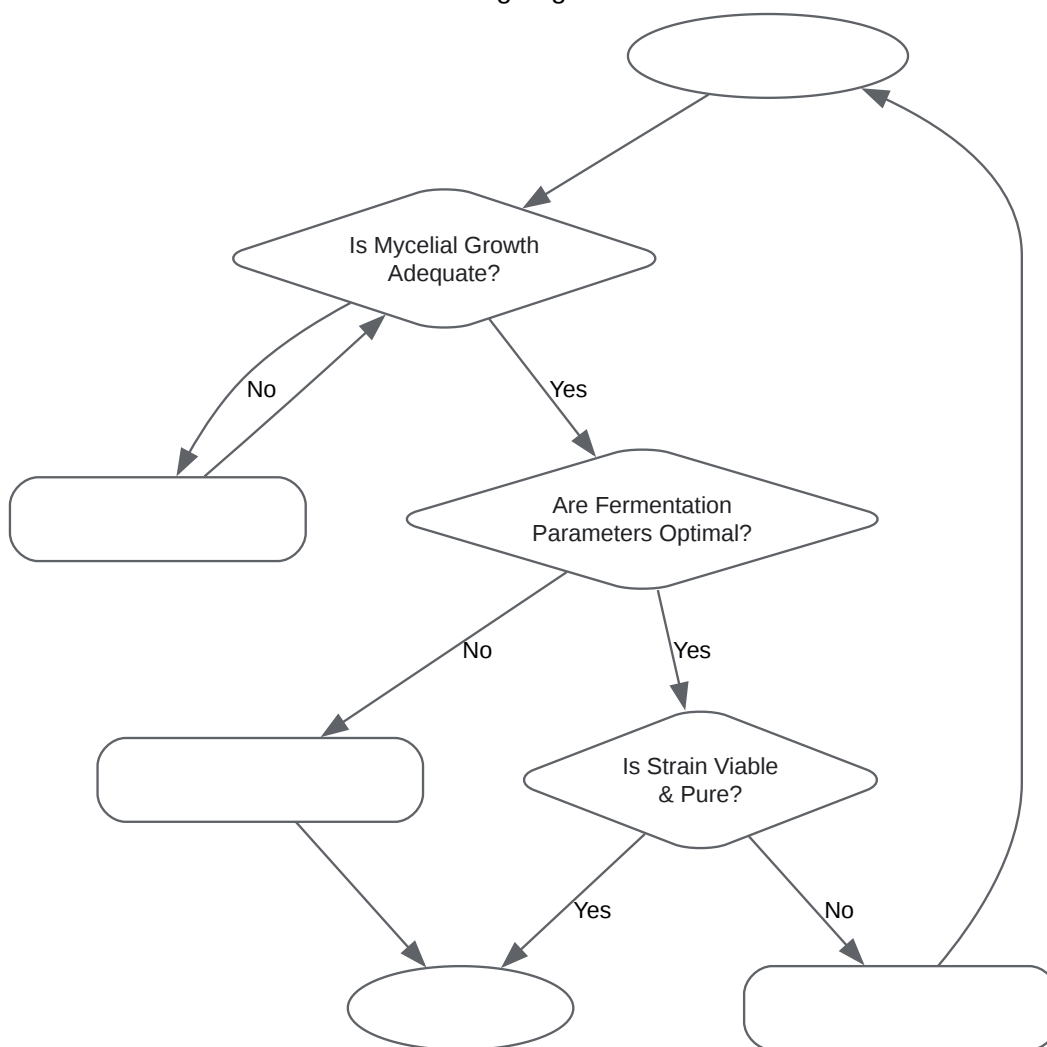 Is Mycelial Growth
Adequate?
No
Yes
Are Fermentation
Parameters Optimal?
No
Yes
Is Strain Viable
& Pure?
Yes
No